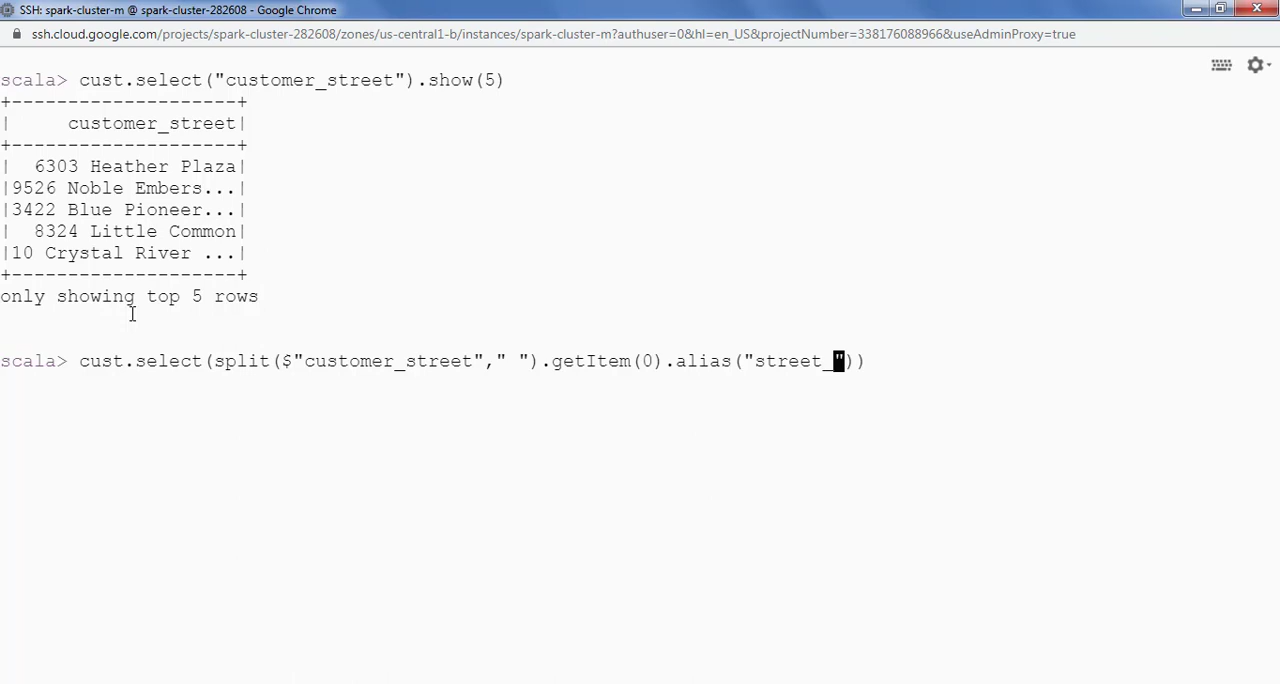 SSH: spark-cluster-m @ spark-cluster-282608 - Google Chrome
ssh.cloud.google.com/projects/spark-cluster-282608/zones/us-central1-b/instances/spark-cluster-m?authuser=0&hl=en_US&projectNumber=338176088966&useAdminProxy=true
scala> cust.select("customer_street").show(5)
+--------------------+
|     customer_street|
+--------------------+
|  6303 Heather Plaza|
|9526 Noble Embers...|
|3422 Blue Pioneer...|
|  8324 Little Common|
|10 Crystal River ...|
+--------------------+
only showing top 5 rows
scala> cust.select(split($"customer_street"," ").getItem(0).alias("street_"))